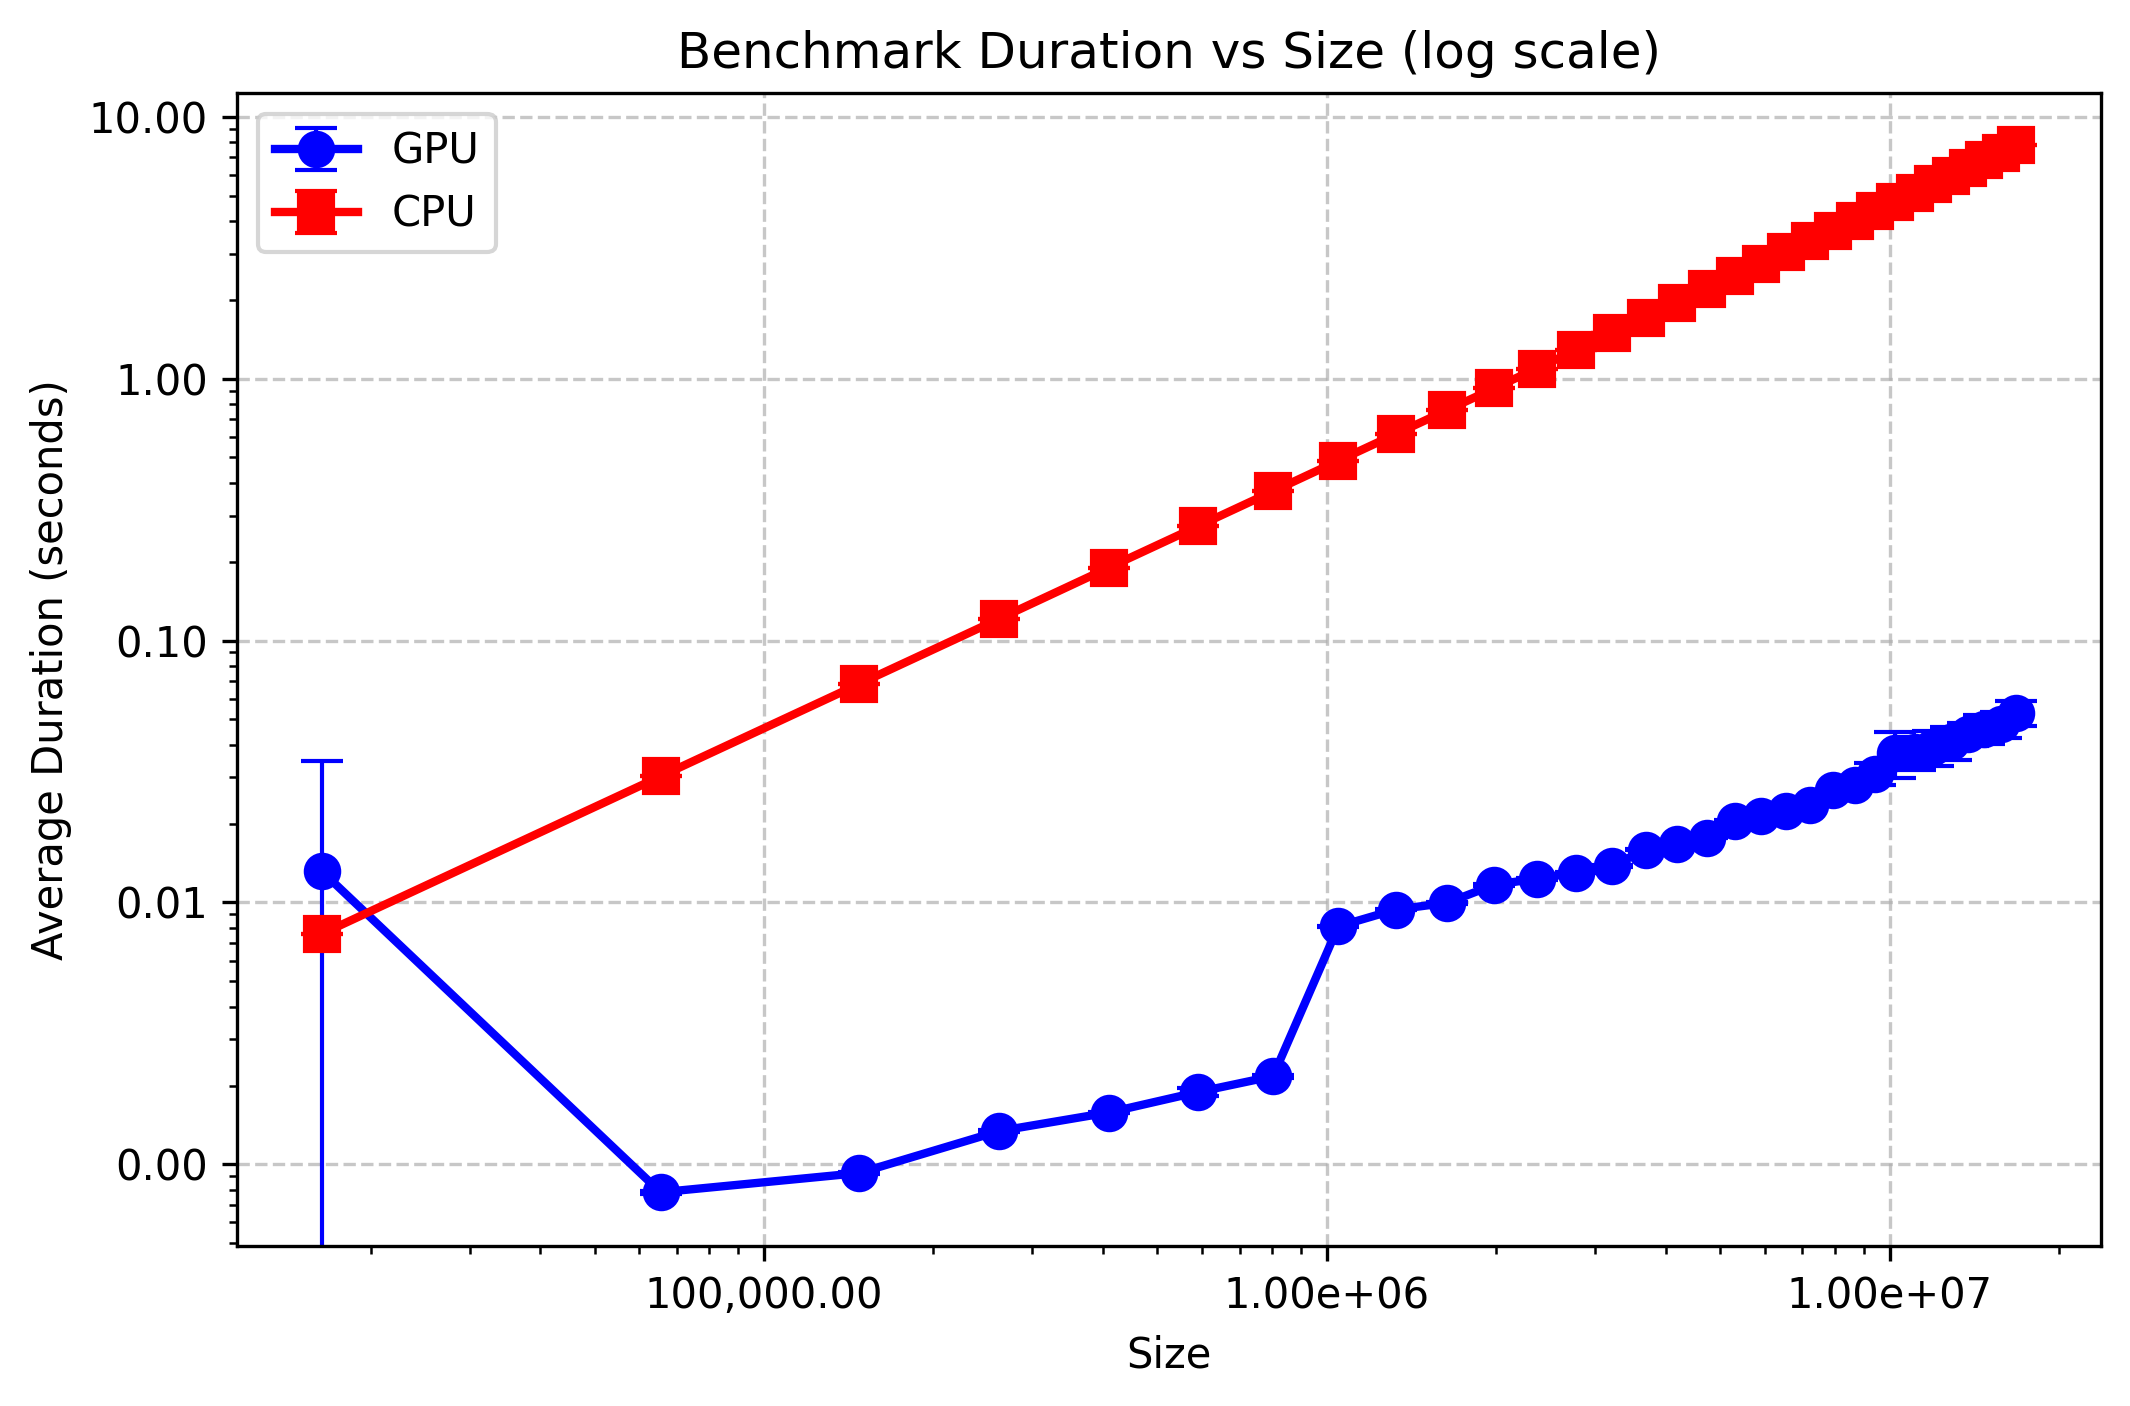 Benchmark Duration vs Size (log scale)
GPU
CPU
Average Duration (seconds)
10.00
1.00
0.10
0.01
0.00
100,000.00
1.00e+06
1.00e+07
Size